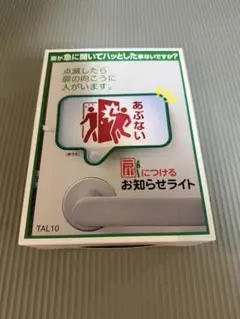 扉が急に開いてハッとした事ないですか?
点滅したら
扉の向こうに
人がいます。
あぶない
扉につける
お知らせライト
TAL10